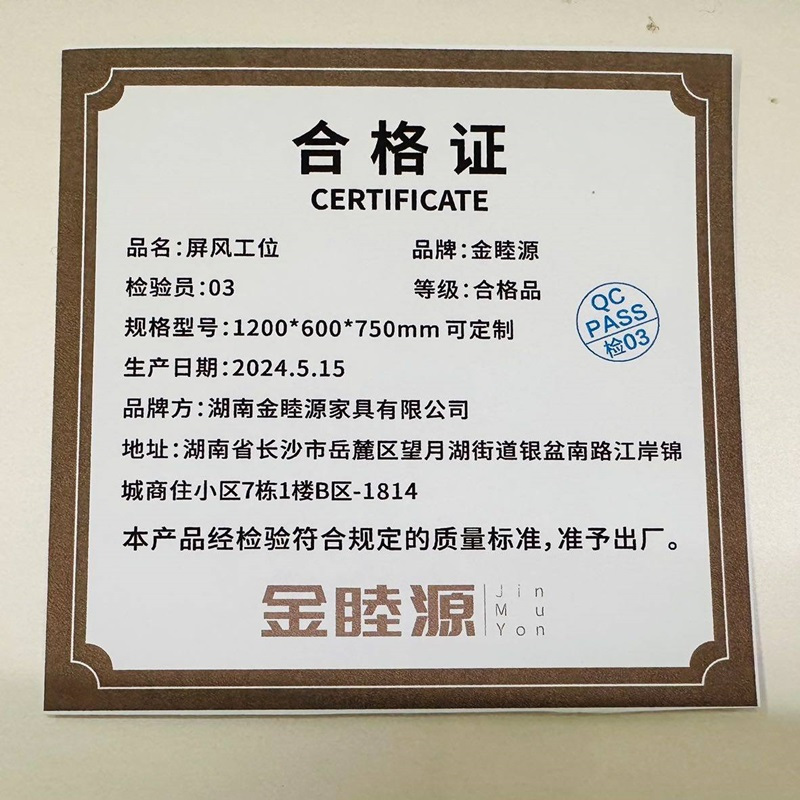 合格证
CERTIFICATE
品名：屏风工位 品牌：金睦源
检验员：03 等级：合格品
规格型号：1200*600*750mm 可定制
生产日期：2024.5.15
品牌方：湖南金睦源家具有限公司
地址：湖南省长沙市岳麓区望月湖街道银盆南路江岸锦
城商住小区7栋1楼B区-1814
本产品经检验符合规定的质量标准，准予出厂。
QC
PASS
检03
金睦源
Jin
Mu
Yon